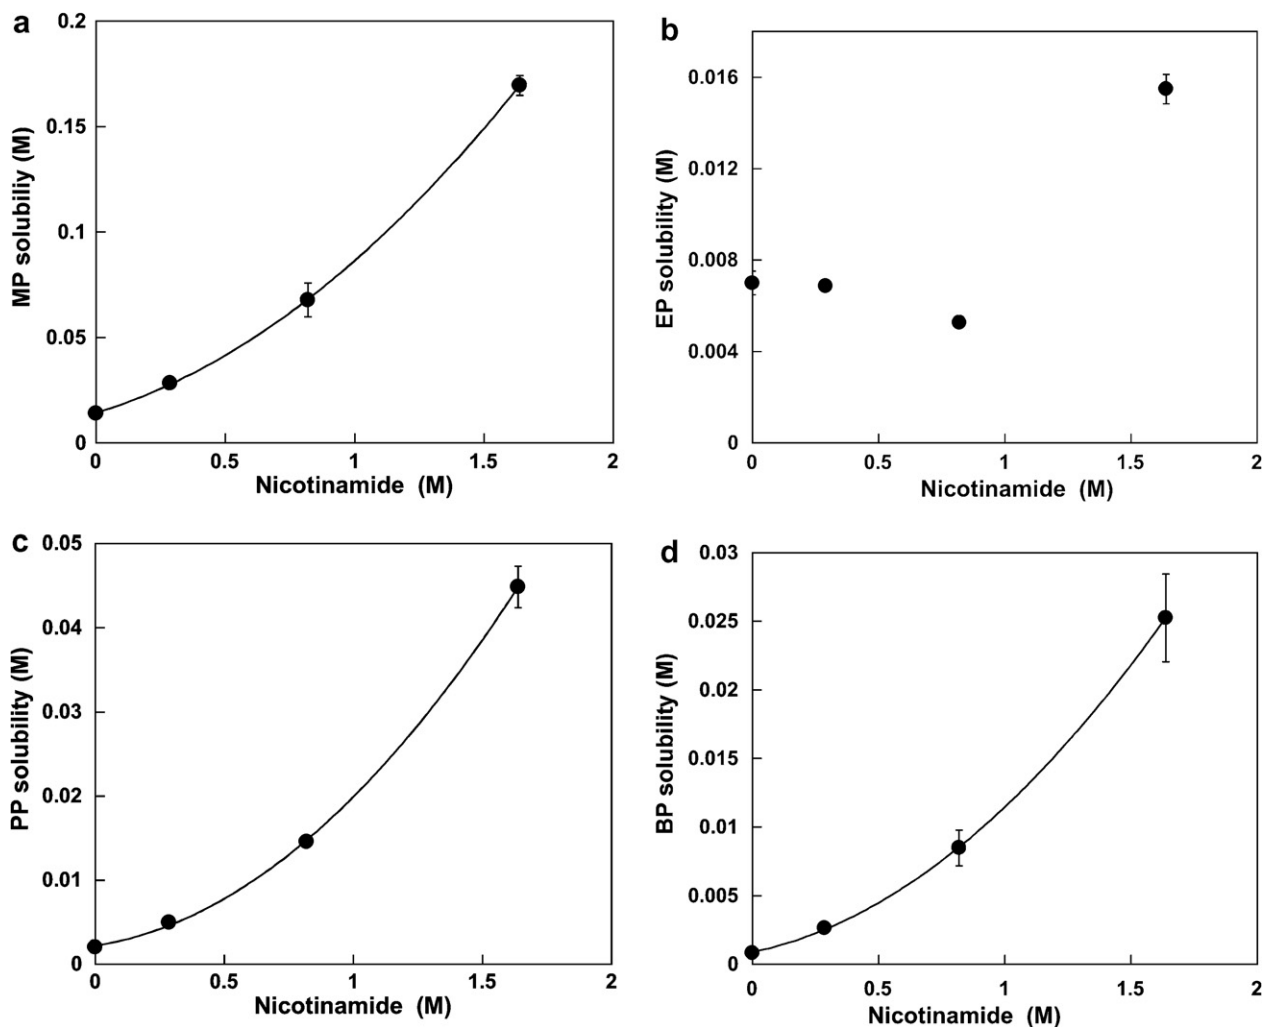 a
0.2
0.15
0.1
0.05
0
MP solubiliy (M)
0 0.5 1 1.5 2
Nicotinamide (M)
b
0.016
0.012
0.008
0.004
0
EP solubility (M)
0 0.5 1 1.5 2
Nicotinamide (M)
c
0.05
0.04
0.03
0.02
0.01
0
PP solubility (M)
0 0.5 1 1.5 2
Nicotinamide (M)
d
0.03
0.025
0.02
0.015
0.01
0.005
0
BP solubility (M)
0 0.5 1 1.5 2
Nicotinamide (M)